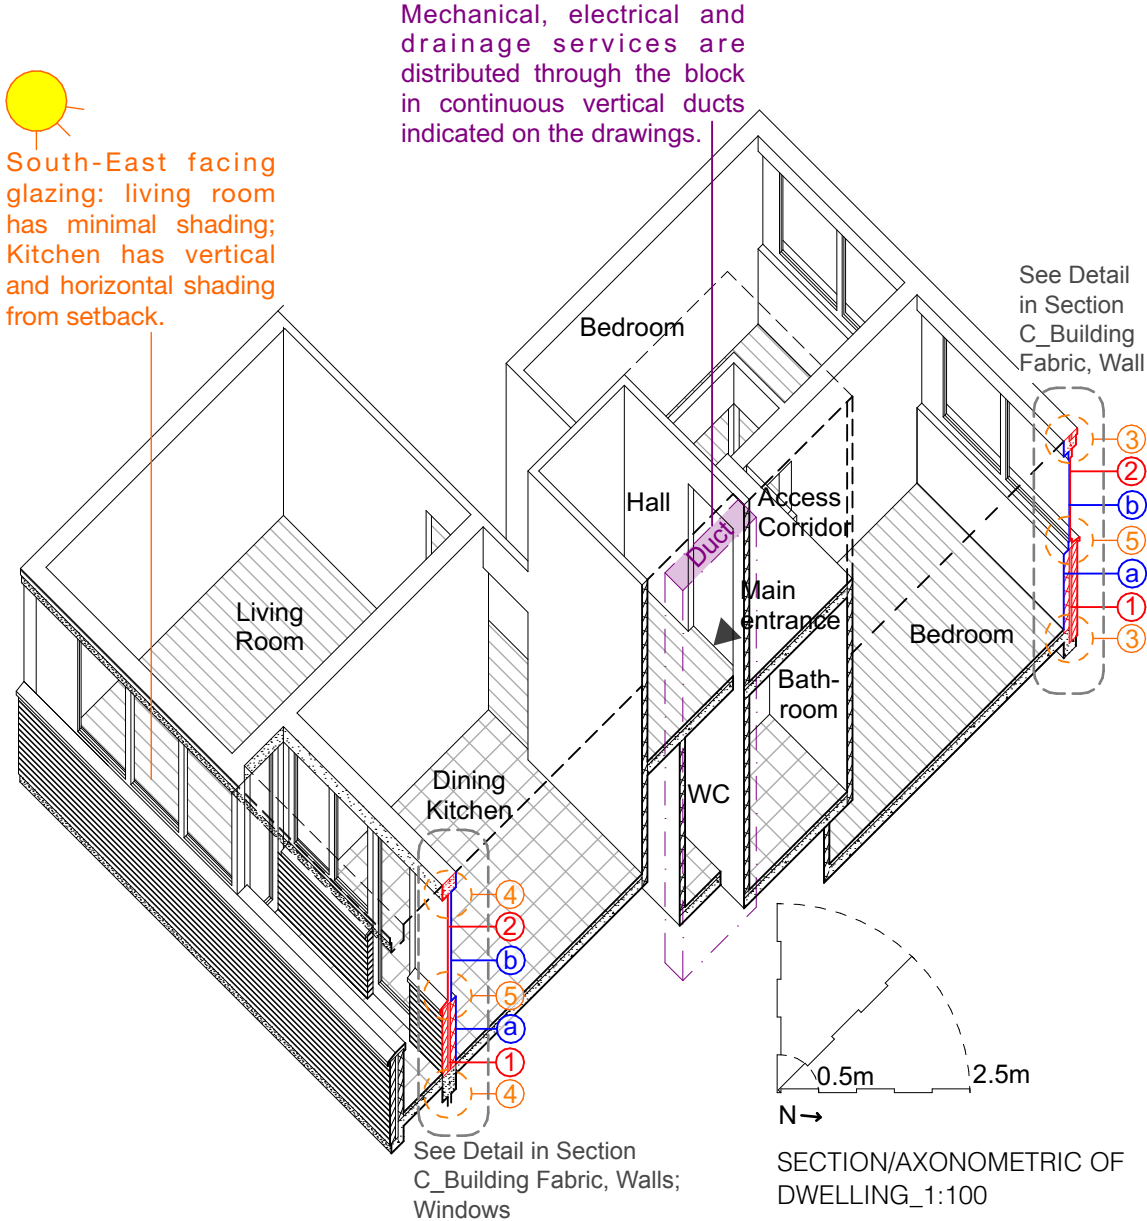 Mechanical, electrical and
drainage services are
distributed through the block
in continuous vertical ducts
indicated on the drawings.
South-East facing
glazing: living room
has minimal shading;
Kitchen has vertical
and horizontal shading
from setback.
See Detail
in Section
C_Building
Fabric, Wall
Bedroom
3
2
b
5
a
1
3
Hall
Access
Corridor
Duct
Main
entrance
Living
Room
Bedroom
Bath-
room
Dining
Kitchen
WC
4
2
b
5
a
1
4
0.5m
2.5m
N→
See Detail in Section
C_Building Fabric, Walls;
Windows
SECTION/AXONOMETRIC OF
DWELLING_1:100